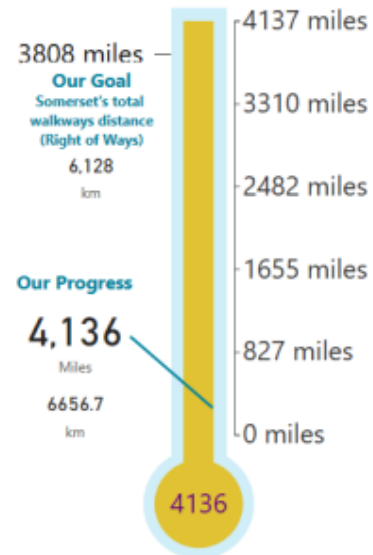 3808 miles
Our Goal
Somerset's total
walkways distance
(Right of Ways)
6,128
km
Our Progress
4,136
Miles
6656.7
km
4137 miles
3310 miles
2482 miles
1655 miles
827 miles
0 miles
4136